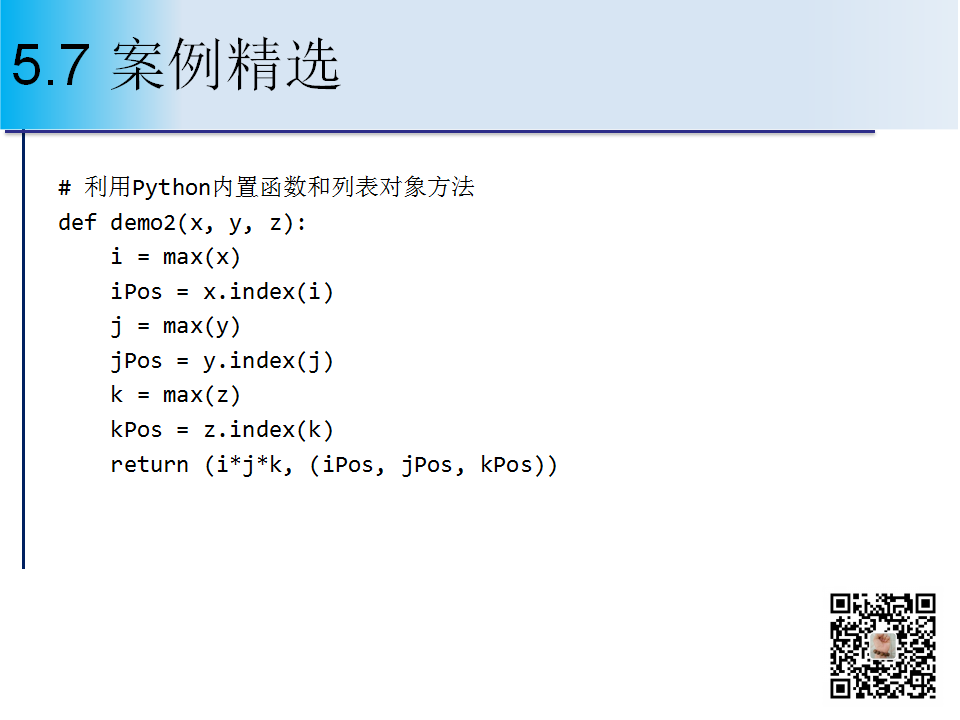 5.7 案例精选
# 利用Python内置函数和列表对象方法
def demo2(x, y, z):
    i = max(x)
    iPos = x.index(i)
    j = max(y)
    jPos = y.index(j)
    k = max(z)
    kPos = z.index(k)
    return (i*j*k, (iPos, jPos, kPos))